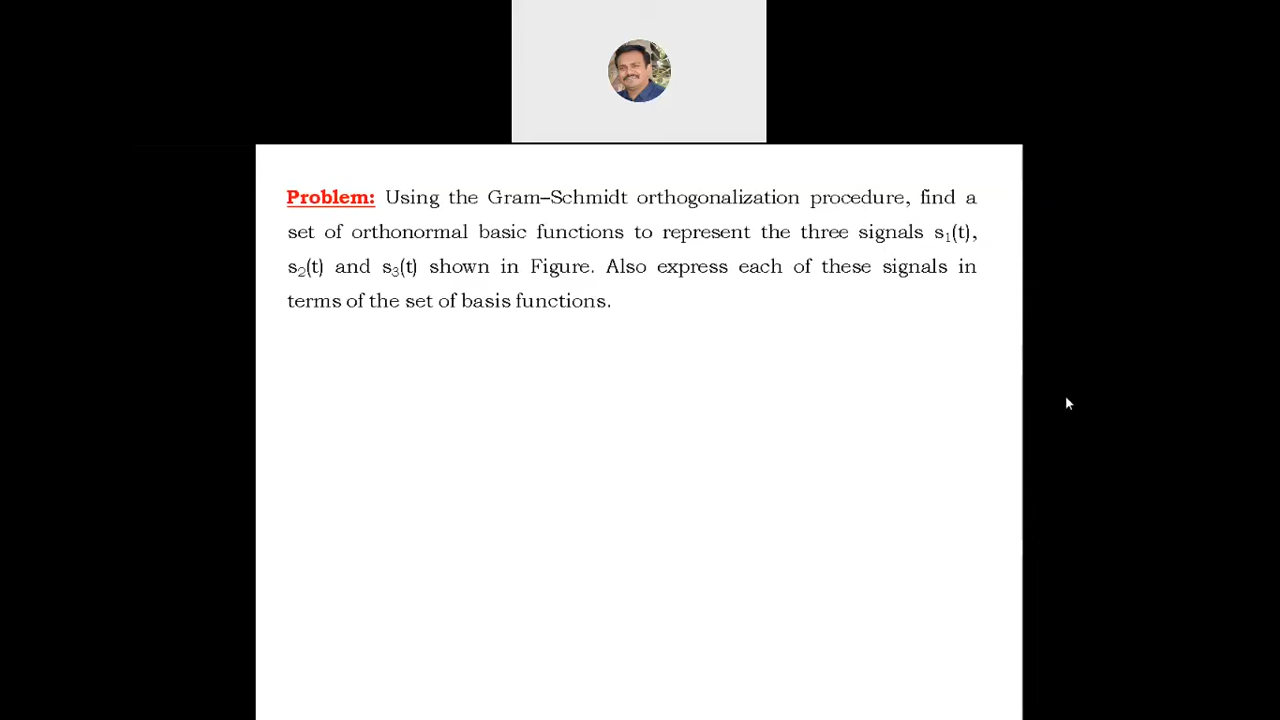 Problem: Using the Gram–Schmidt orthogonalization procedure, find a
set of orthonormal basic functions to represent the three signals s₁(t),
s₂(t) and s₃(t) shown in Figure. Also express each of these signals in
terms of the set of basis functions.